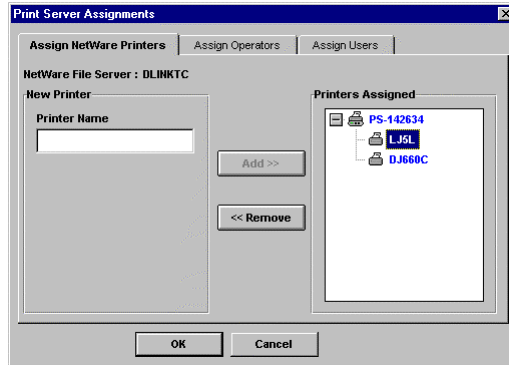 Print Server Assignments
Assign NetWare Printers
Assign Operators
Assign Users
NetWare File Server : DLINKTC
New Printer
Printer Name
Add >>
<< Remove
Printers Assigned
PS-142634
LJ5L
DJ660C
OK
Cancel